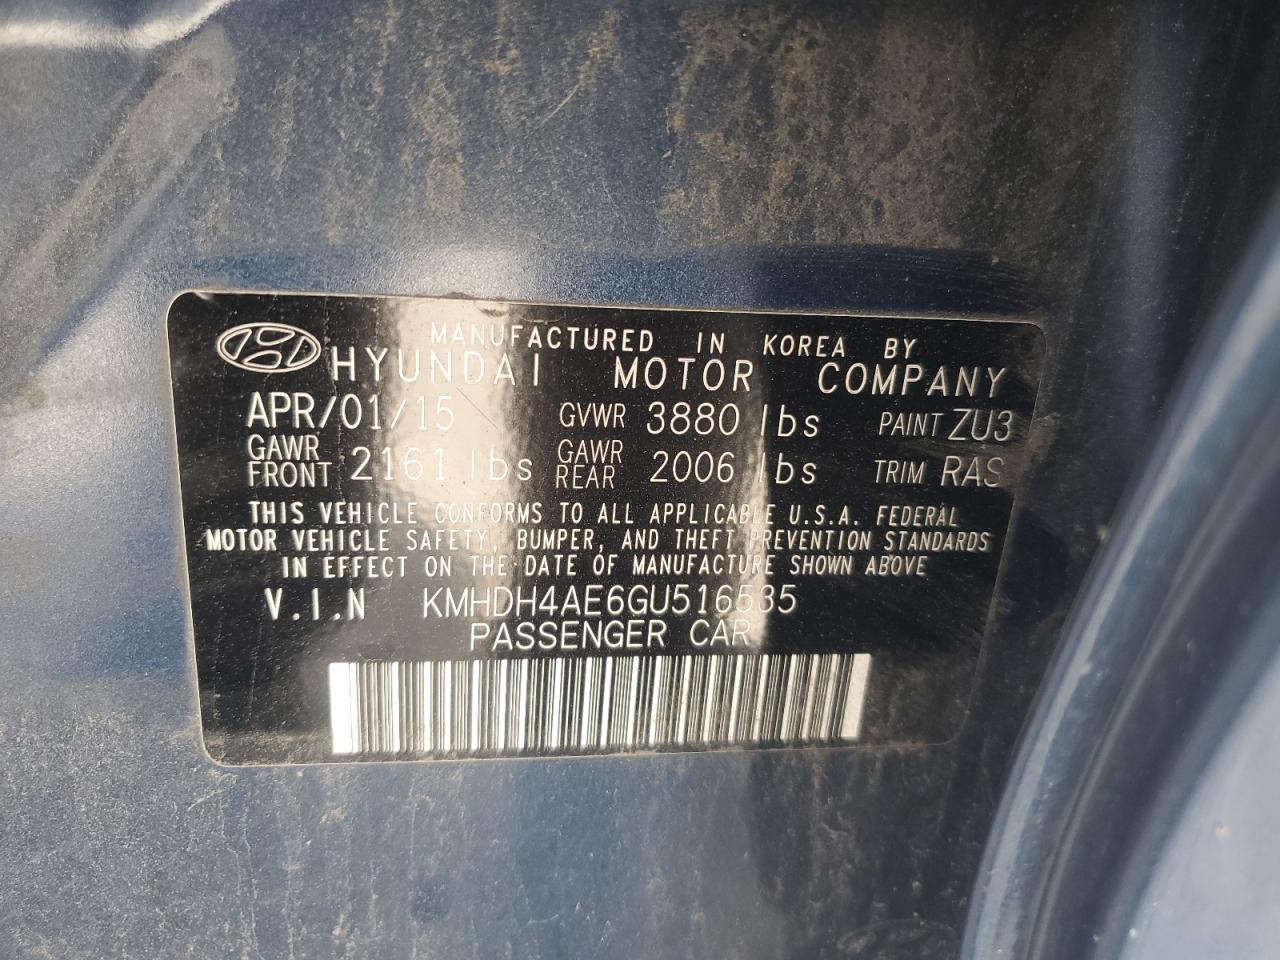 MANUFACTURED IN KOREA BY
HYUNDAI MOTOR COMPANY
APR/01/15 GVWR 3880 lbs PAINT ZU3
GAWR FRONT 2161 lbs GAWR REAR 2006 lbs TRIM RAS
THIS VEHICLE CONFORMS TO ALL APPLICABLE U.S.A. FEDERAL
MOTOR VEHICLE SAFETY, BUMPER, AND THEFT PREVENTION STANDARDS
IN EFFECT ON THE DATE OF MANUFACTURE SHOWN ABOVE
V.I.N KMHDH4AE6GU516535
PASSENGER CAR